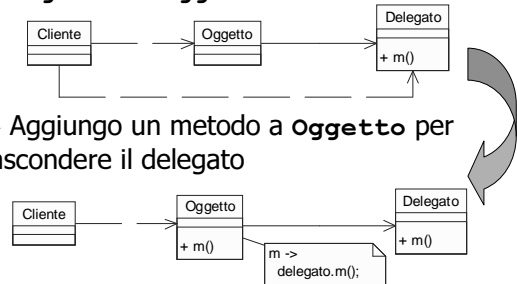 Delegato
Cliente
Oggetto
+ m()
Aggiungo un metodo a Oggetto per
nascondere il delegato
Oggetto
Delegato
Cliente
+ m()
+ m()
m ->
delegato.m();